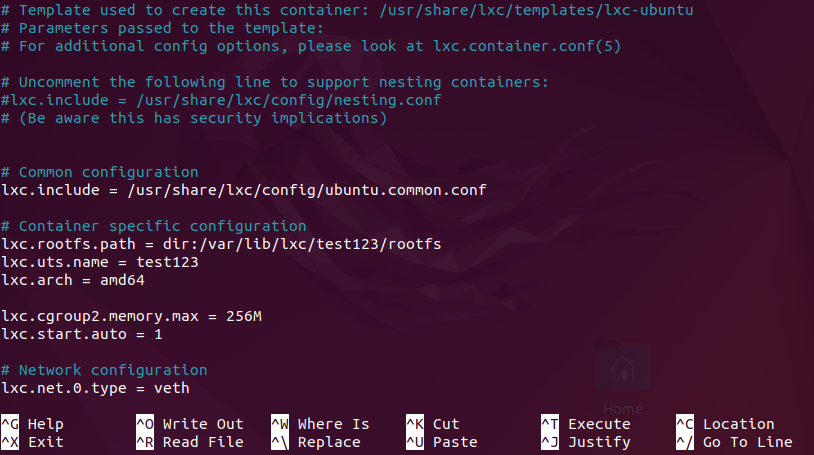 # Template used to create this container: /usr/share/lxc/templates/lxc-ubuntu
# Parameters passed to the template:
# For additional config options, please look at lxc.container.conf(5)
# Uncomment the following line to support nesting containers:
#lxc.include = /usr/share/lxc/config/nesting.conf
# (Be aware this has security implications)
# Common configuration
lxc.include = /usr/share/lxc/config/ubuntu.common.conf
# Container specific configuration
lxc.rootfs.path = dir:/var/lib/lxc/test123/rootfs
lxc.uts.name = test123
lxc.arch = amd64
lxc.cgroup2.memory.max = 256M
lxc.start.auto = 1
# Network configuration
lxc.net.0.type = veth
Home
^G Help ^O Write Out ^W Where Is ^K Cut ^T Execute ^C Location
^X Exit ^R Read File ^\ Replace ^U Paste ^J Justify ^/ Go To Line